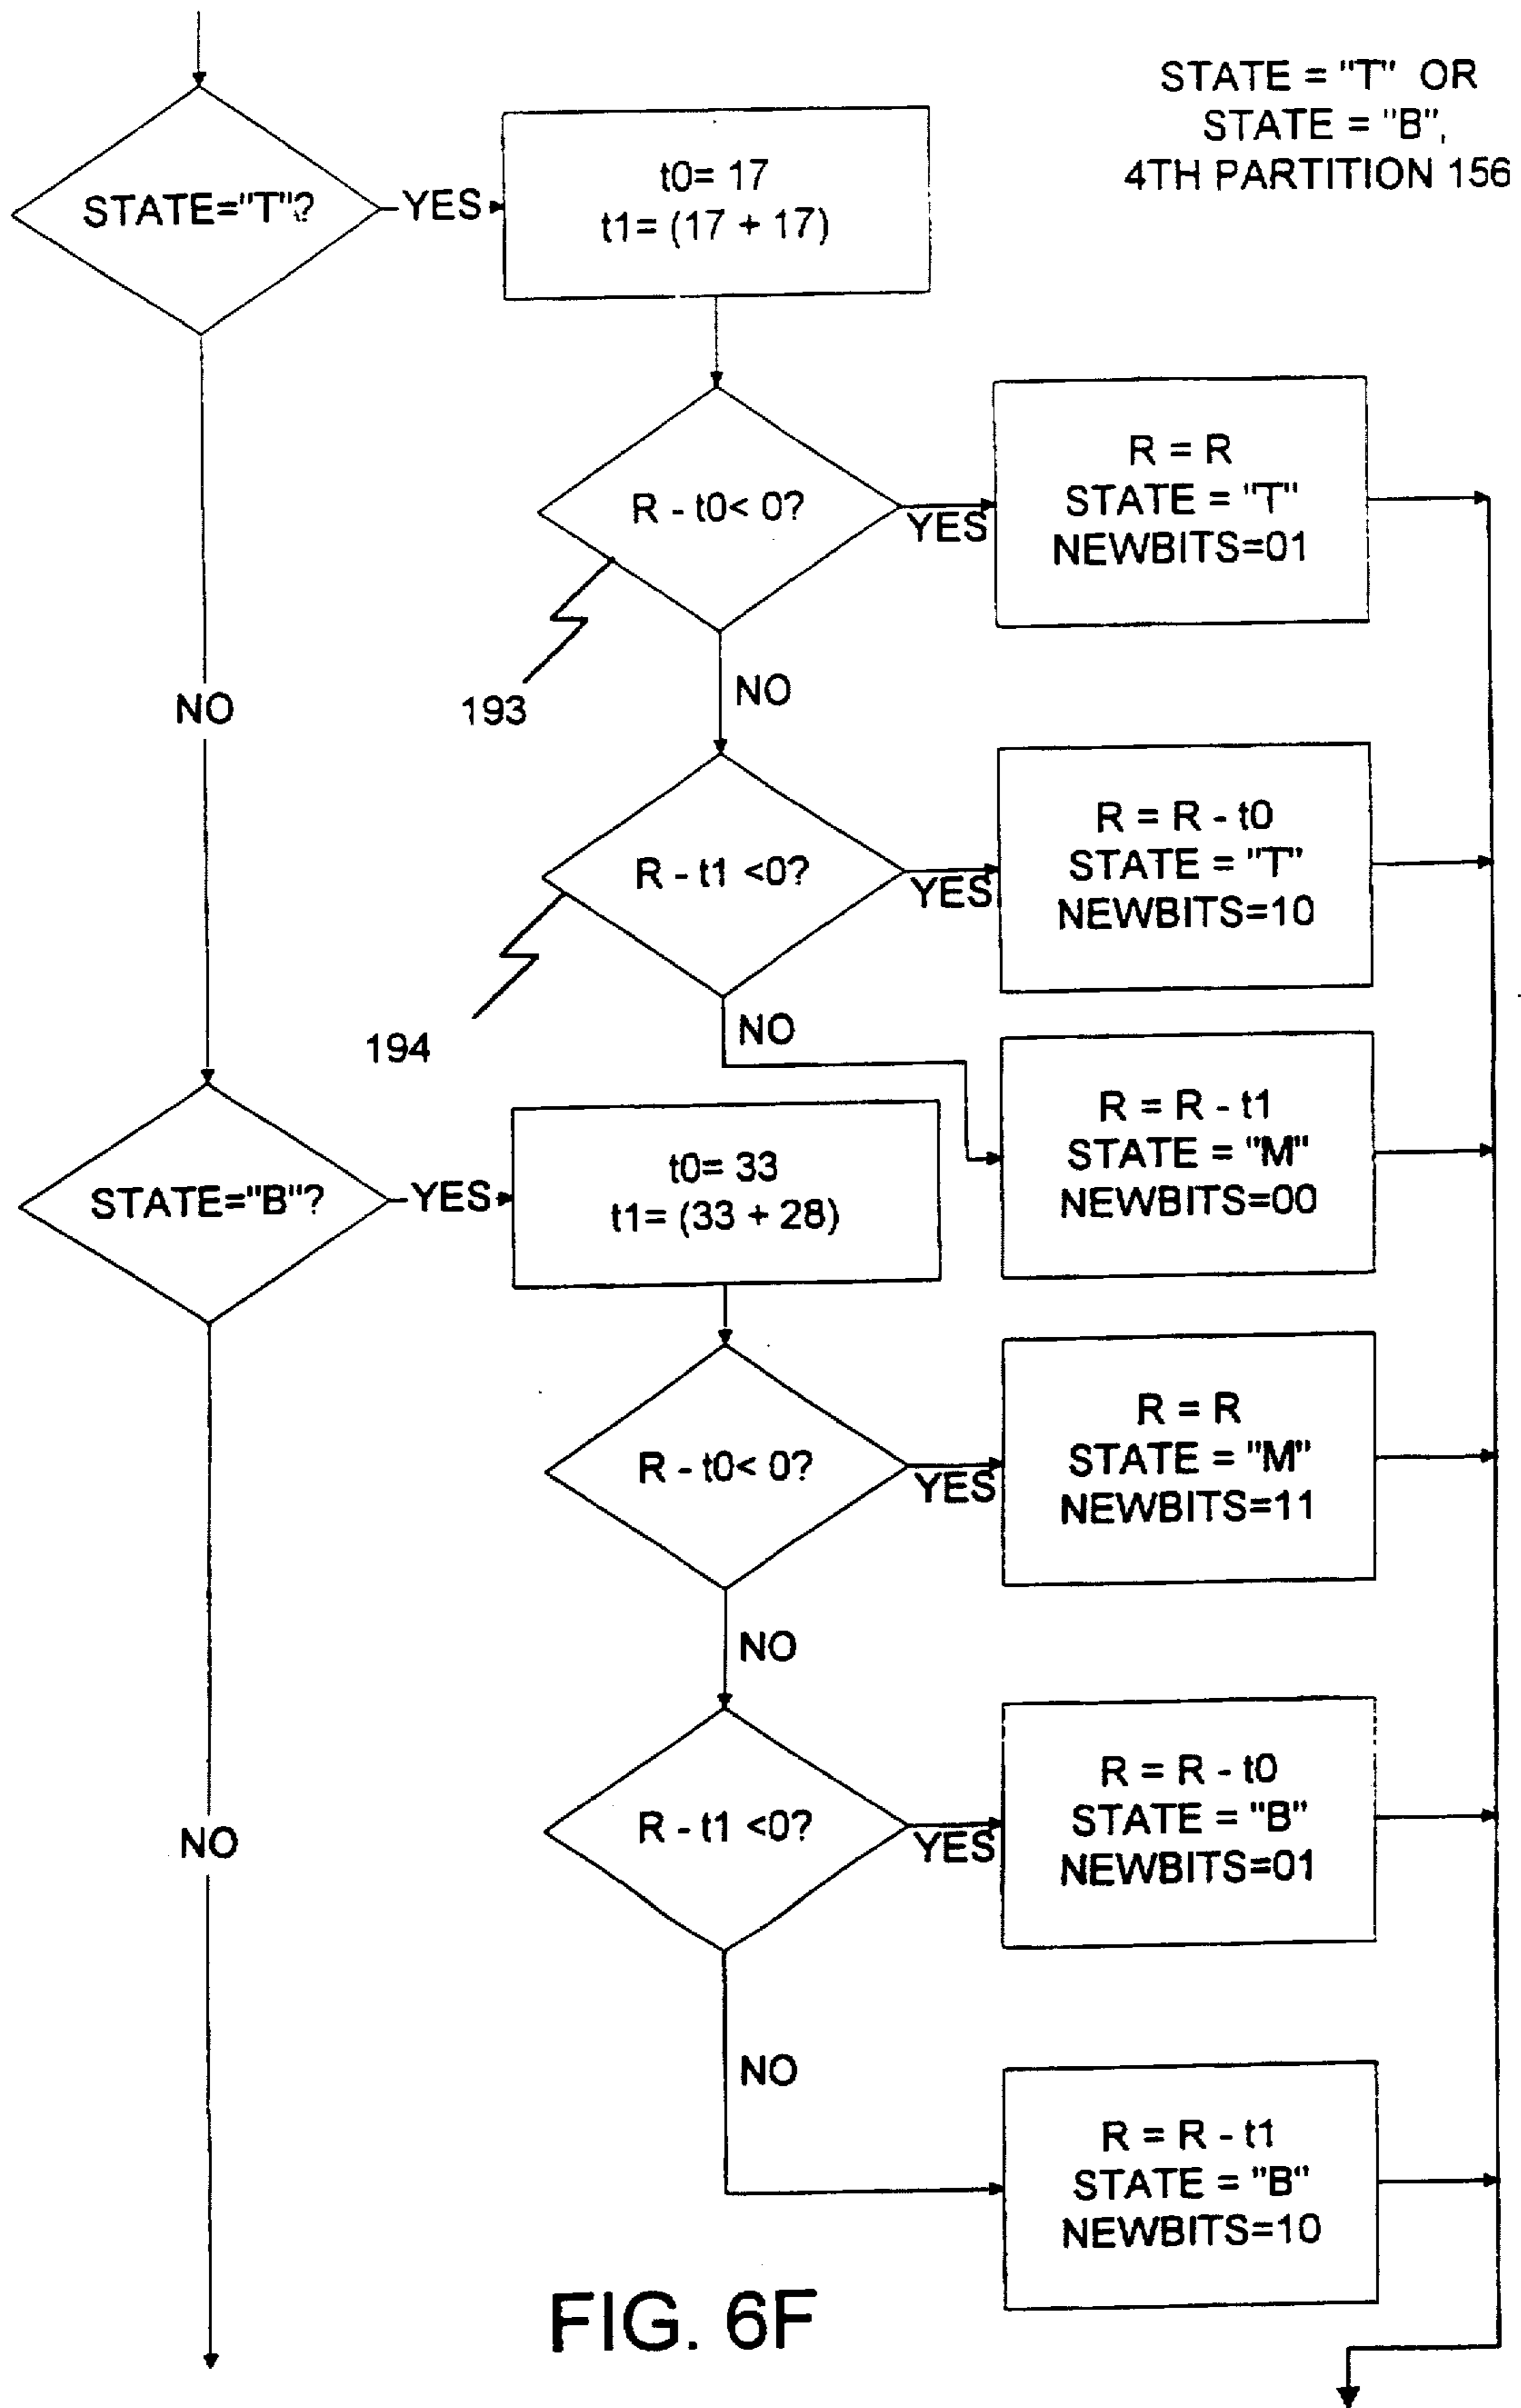 STATE = "T" OR
STATE = "B",
4TH PARTITION 156
STATE="T"?
YES
t0= 17
t1= (17 + 17)
R - t0< 0?
YES
R = R
STATE = "T"
NEWBITS=01
193
NO
NO
R - t1 <0?
YES
R = R - t0
STATE = "T"
NEWBITS=10
194
NO
R = R - t1
STATE = "M"
NEWBITS=00
STATE="B"?
YES
t0= 33
t1= (33 + 28)
R - t0< 0?
YES
R = R
STATE = "M"
NEWBITS=11
NO
R - t1 <0?
YES
R = R - t0
STATE = "B"
NEWBITS=01
NO
NO
R = R - t1
STATE = "B"
NEWBITS=10
FIG. 6F